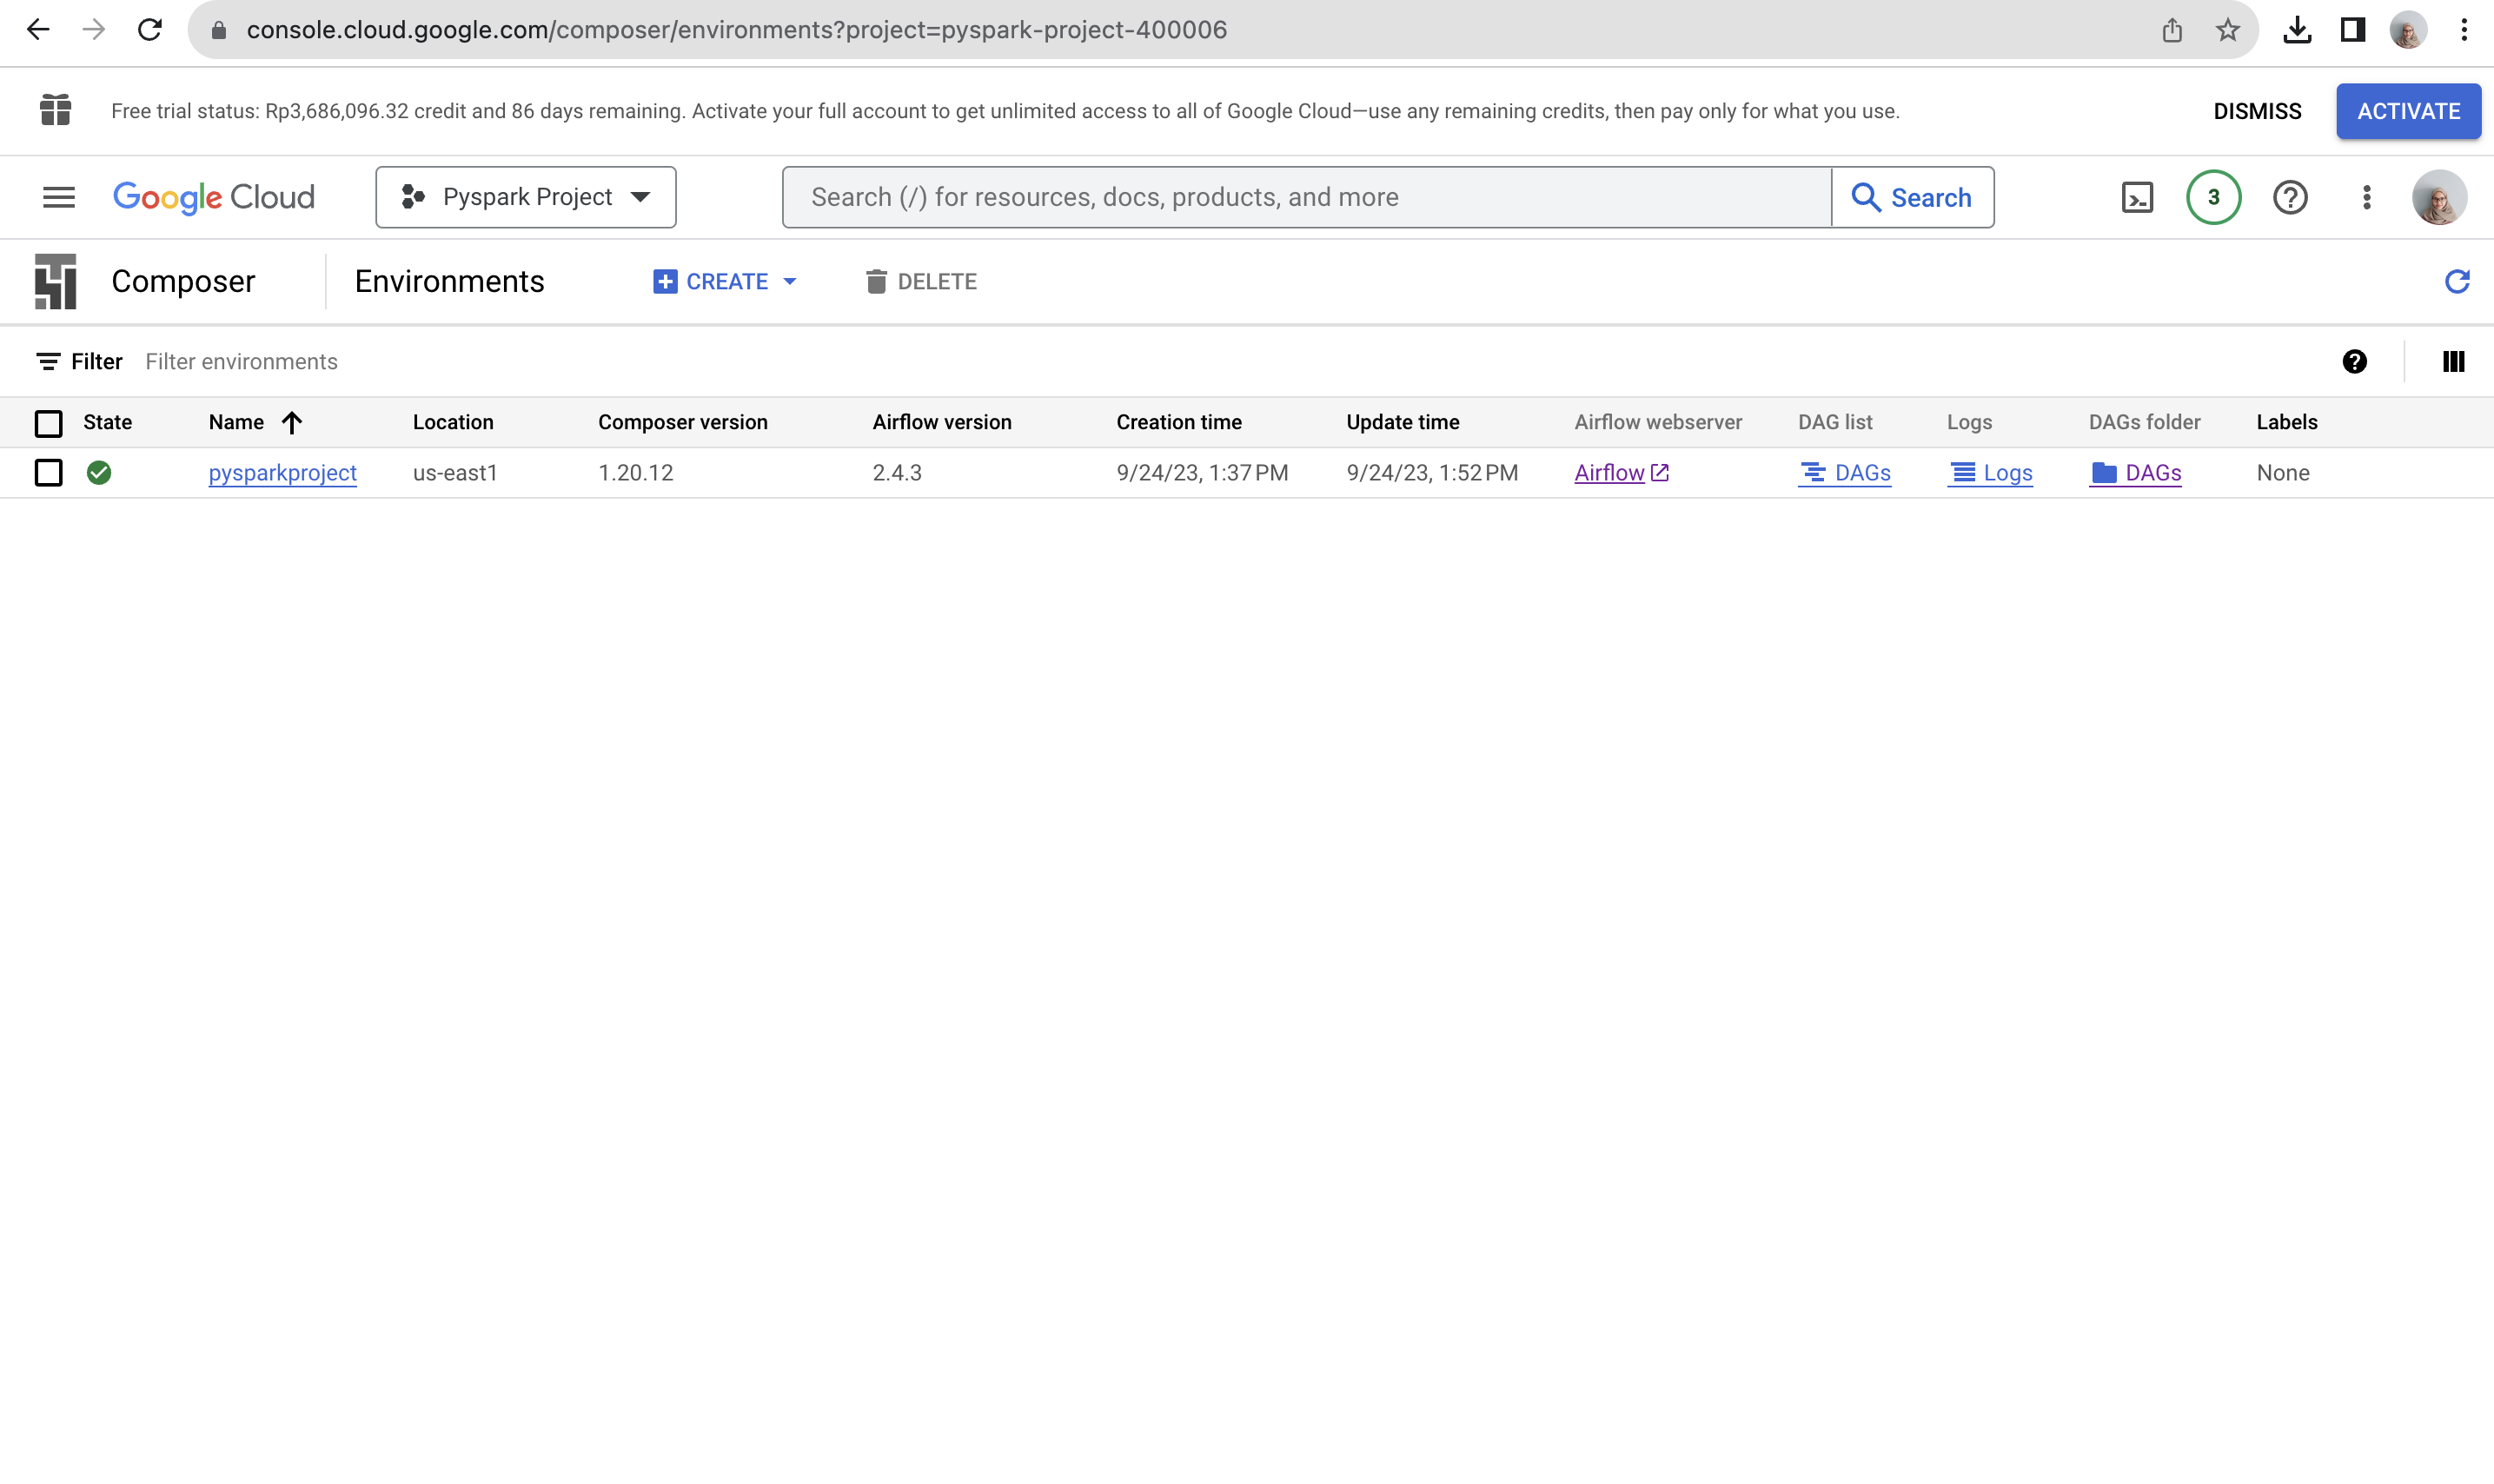 console.cloud.google.com/composer/environments?project=pyspark-project-400006
Free trial status: Rp3,686,096.32 credit and 86 days remaining. Activate your full account to get unlimited access to all of Google Cloud—use any remaining credits, then pay only for what you use.
DISMISS
ACTIVATE
Google Cloud
Pyspark Project
Search (/) for resources, docs, products, and more
Search
3
Composer
Environments
CREATE
DELETE
Filter Filter environments
State Name Location Composer version Airflow version Creation time Update time Airflow webserver DAG list Logs DAGs folder Labels
pysparkproject us-east1 1.20.12 2.4.3 9/24/23, 1:37 PM 9/24/23, 1:52 PM Airflow DAGs Logs DAGs None